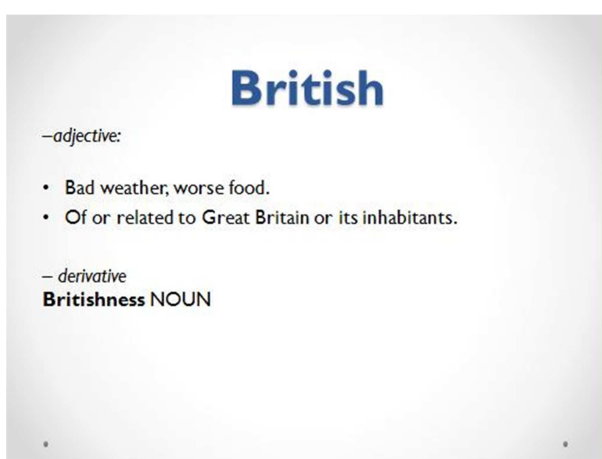 British
–adjective:
• Bad weather, worse food.
• Of or related to Great Britain or its inhabitants.
– derivative
Britishness NOUN